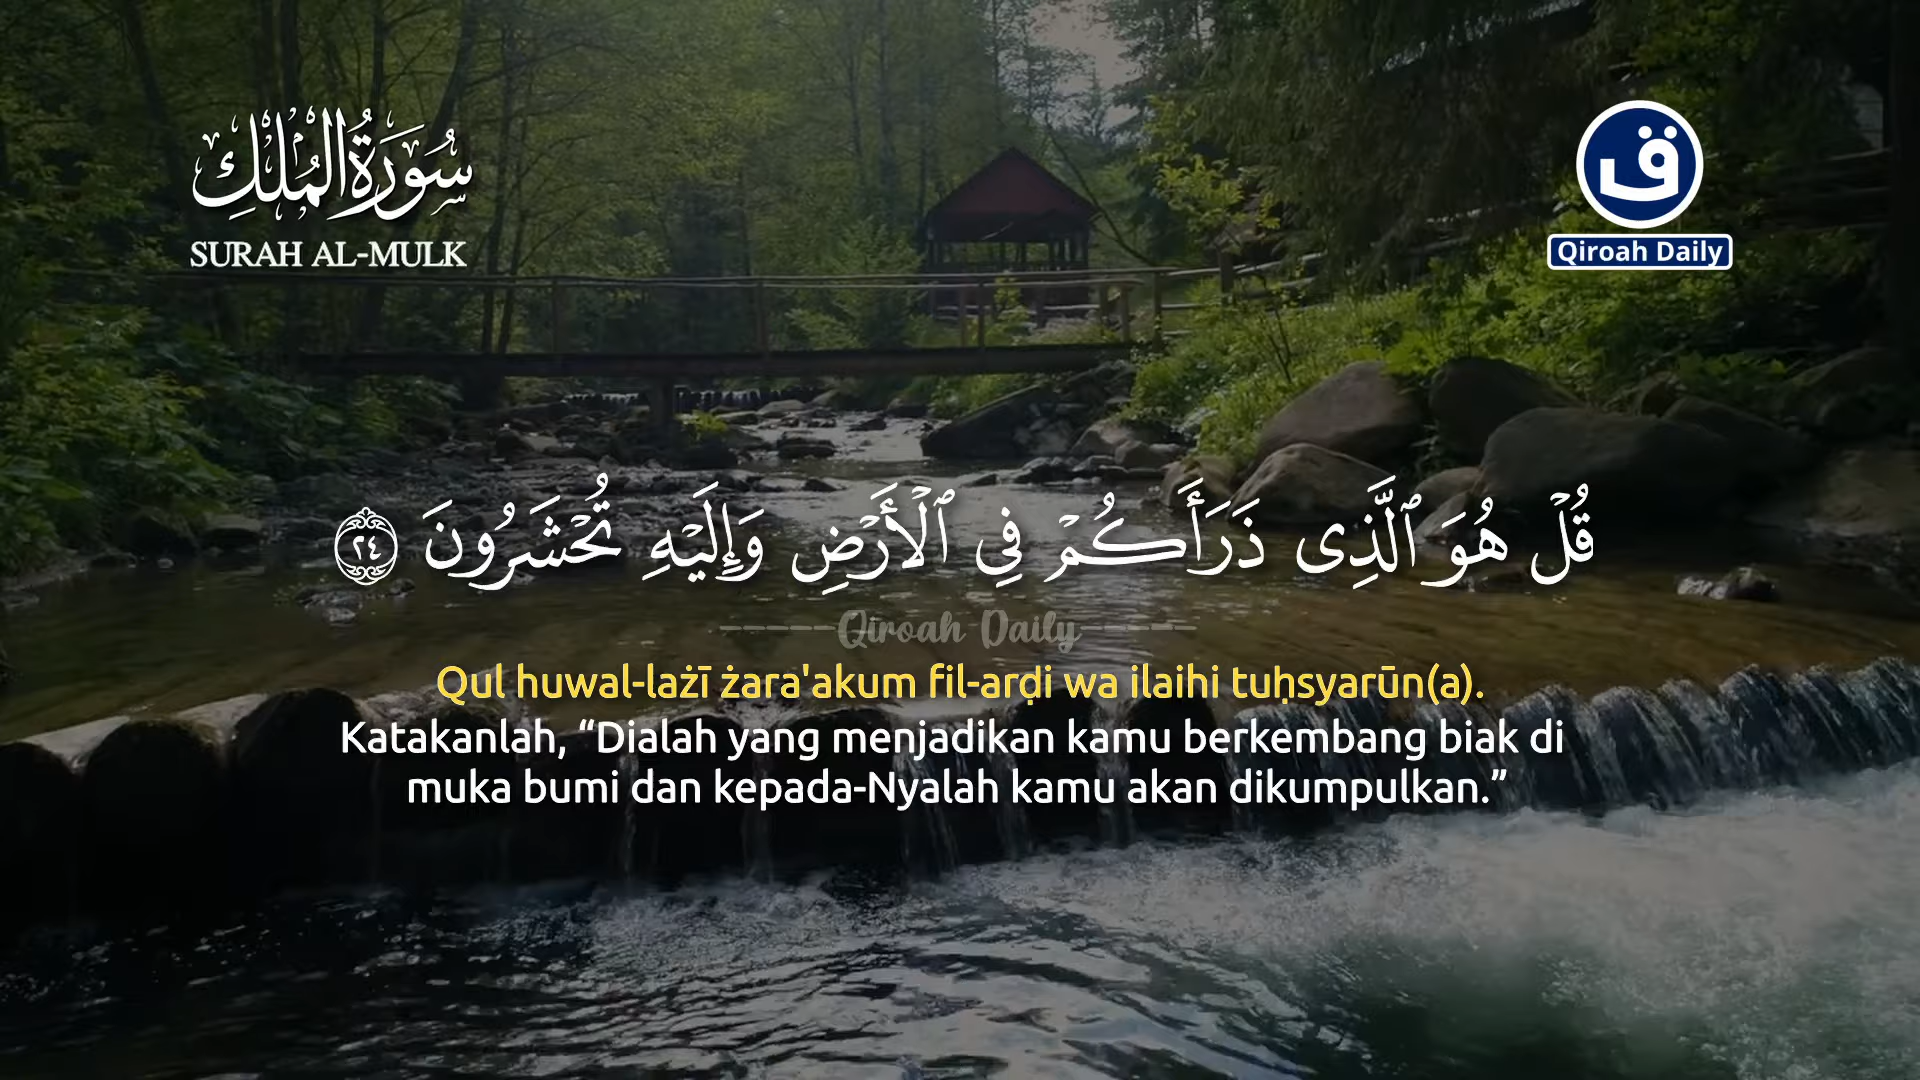 سُورَةُ الْمُلْكِ
SURAH AL-MULK
ق
Qiroah Daily
قُلْ هُوَ ٱلَّذِى ذَرَأَكُمْ فِى ٱلْأَرْضِ وَإِلَيْهِ تُحْشَرُونَ ٢٤
-----Qiroah Daily-----
Qul huwal-lażī żara'akum fil-arḍi wa ilaihi tuḥsyarūn(a).
Katakanlah, “Dialah yang menjadikan kamu berkembang biak di
muka bumi dan kepada-Nyalah kamu akan dikumpulkan.”